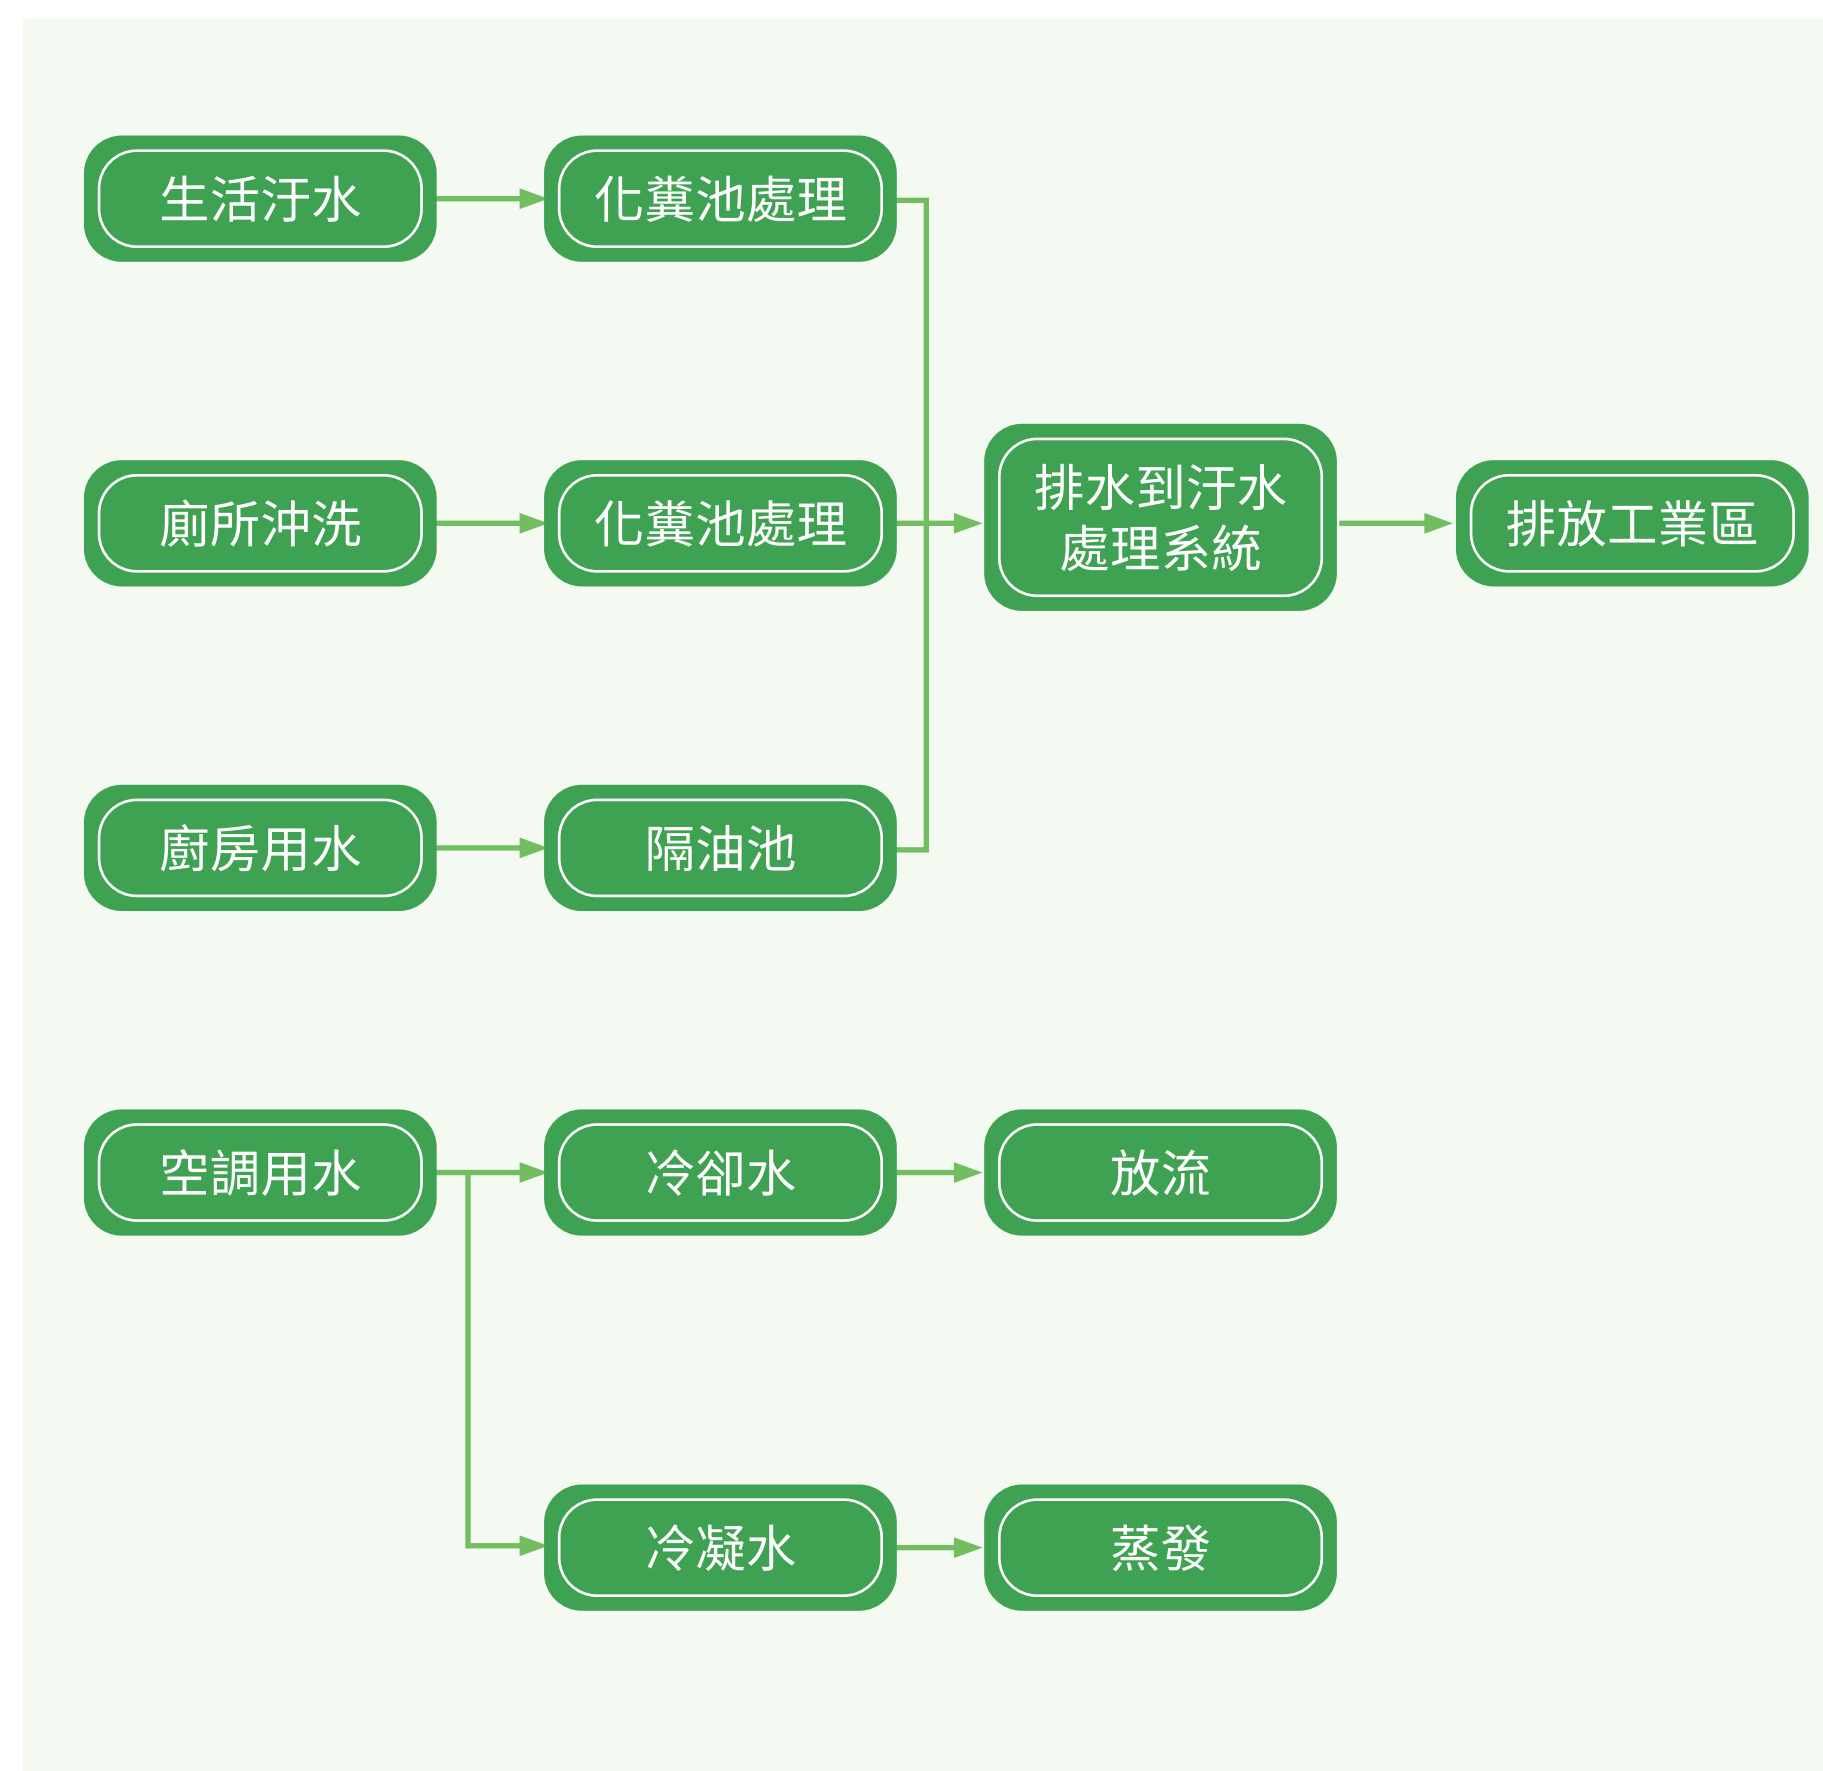 生活汙水
化糞池處理
廁所沖洗
化糞池處理
排水到汙水
處理系統
排放工業區
廚房用水
隔油池
空調用水
冷卻水
放流
冷凝水
蒸發